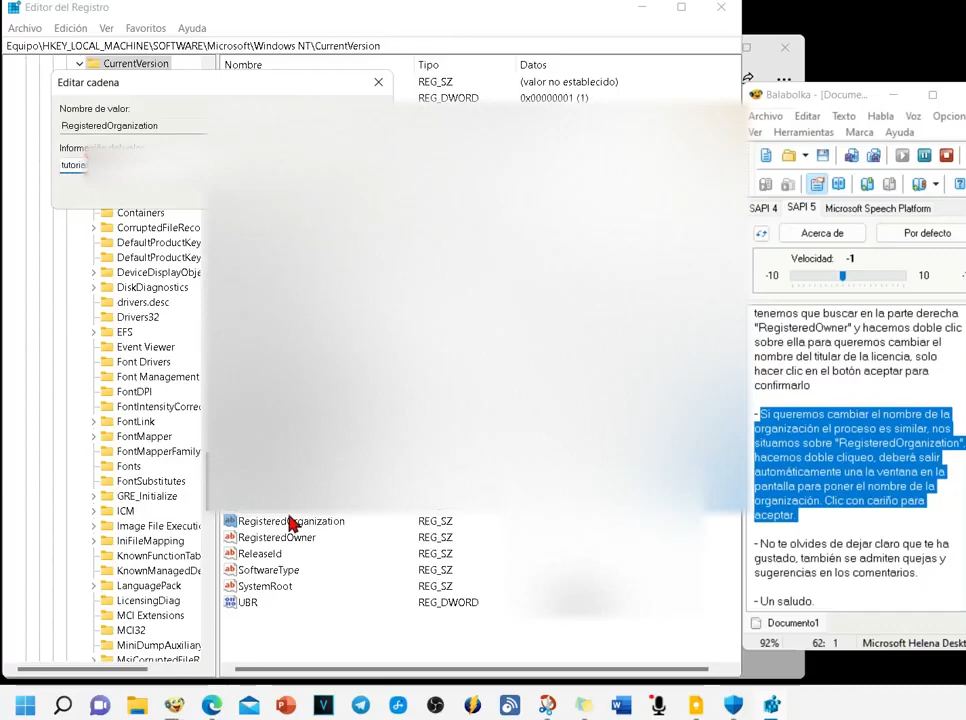 Editor del Registro
Archivo Edición Ver Favoritos Ayuda
Equipo\HKEY_LOCAL_MACHINE\SOFTWARE\Microsoft\Windows NT\CurrentVersion
CurrentVersion
Nombre Tipo Datos
REG_SZ (valor no establecido)
REG_DWORD 0x00000001 (1)
Editar cadena
Nombre de valor:
RegisteredOrganization
Containers
CorruptedFileReco
DefaultProductKey
DefaultProductKey
DeviceDisplayObje
DiskDiagnostics
drivers.desc
Drivers32
EFS
Event Viewer
Font Drivers
Font Management
FontDPI
FontIntensityCorrec
FontLink
FontMapper
FontMapperFamily
Fonts
FontSubstitutes
GRE_Initialize
ICM
Image File Executi
IniFileMapping
KnownFunctionTab
KnownManagedDe
LanguagePack
LicensingDiag
MCI Extensions
MCI32
MiniDumpAuxiliary
MsiCorruptedFileR
RegisteredOrganization REG_SZ
RegisteredOwner REG_SZ
ReleaseId REG_SZ
SoftwareType REG_SZ
SystemRoot REG_SZ
UBR REG_DWORD
Balabolka - [Docume...
Archivo Editar Texto Habla Voz Opcion
Ver Herramientas Marca Ayuda
SAPI 4 SAPI 5 Microsoft Speech Platform
Acerca de Por defecto
Velocidad: -1
-10 10
tenemos que buscar en la parte derecha
"RegisteredOwner" y hacemos doble clic
sobre ella para queremos cambiar el
nombre del titular de la licencia, solo
hacer clic en el botón aceptar para
confirmarlo
- Si queremos cambiar el nombre de la
organización el proceso es similar, nos
situamos sobre "RegisteredOrganization",
hacemos doble cliqueo, deberá salir
automáticamente una la ventana en la
pantalla para poner el nombre de la
organización. Clic con cariño para
aceptar.
- No te olvides de dejar claro que te ha
gustado, también se admiten quejas y
sugerencias en los comentarios.
- Un saludo.
Documento1
92% 62: 1 Microsoft Helena Deskt